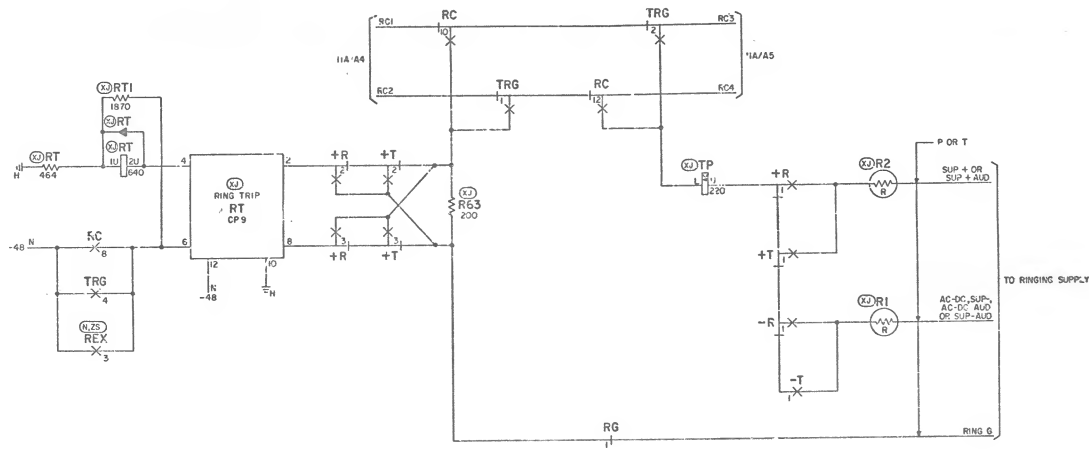 RC1 RC TRG RC3
10 2
11A/A4 11A/A5
RC2 TRG RC RC4
1 12
XJ RT1
1870
XJ RT
XJ RT XJ RT
H 464 1U 2U 640
4 2
XJ
RING TRIP
RT
CP9
6 8
12 10
N -48 H
+R +T
2 2
XJ
R63
200
3 3
+R +T
-48 N RC
8
TRG
4
N,ZS
REX
3
XJ TP
L U
220
P OR T
+R XJ R2
1 R
SUP + OR
SUP + AUD
+T
1
TO RINGING SUPPLY
XJ R1
-R R
1
AC-DC, SUP-,
AC-DC AUD
OR SUP-AUD
-T
1
RG
1
RING G